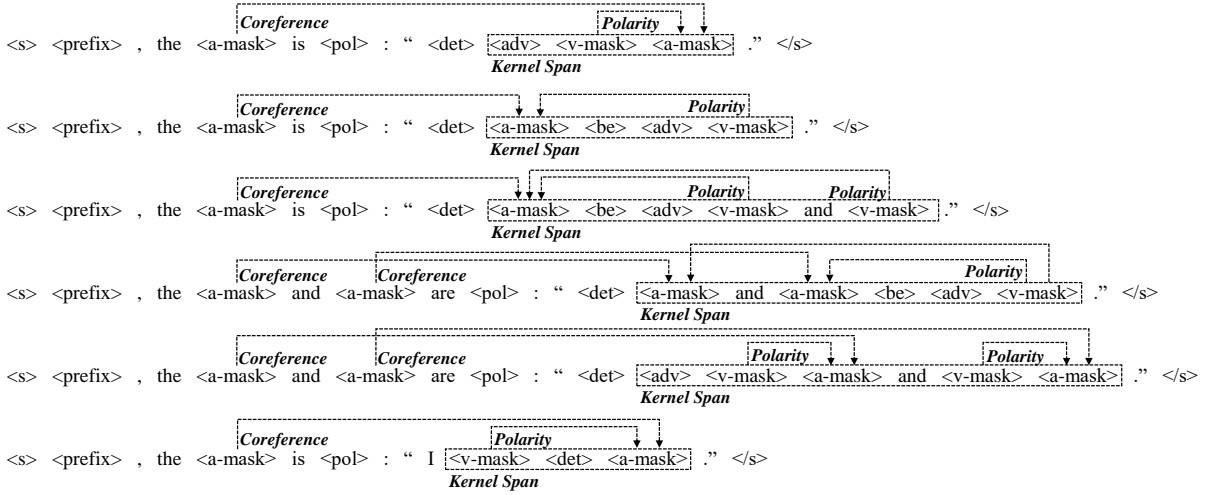 Coreference Polarity
<s> <prefix> , the <a-mask> is <pol> : “ <det> <adv> <v-mask> <a-mask> .” </s>
Kernel Span
Coreference Polarity
<s> <prefix> , the <a-mask> is <pol> : “ <det> <a-mask> <be> <adv> <v-mask> .” </s>
Kernel Span
Coreference Polarity Polarity
<s> <prefix> , the <a-mask> is <pol> : “ <det> <a-mask> <be> <adv> <v-mask> and <v-mask> .” </s>
Kernel Span
Coreference Coreference Polarity
<s> <prefix> , the <a-mask> and <a-mask> are <pol> : “ <det> <a-mask> and <a-mask> <be> <adv> <v-mask> .” </s>
Kernel Span
Coreference Coreference Polarity Polarity
<s> <prefix> , the <a-mask> and <a-mask> are <pol> : “ <det> <adv> <v-mask> <a-mask> and <v-mask> <a-mask> .” </s>
Kernel Span
Coreference Polarity
<s> <prefix> , the <a-mask> is <pol> : “ I <v-mask> <det> <a-mask> .” </s>
Kernel Span